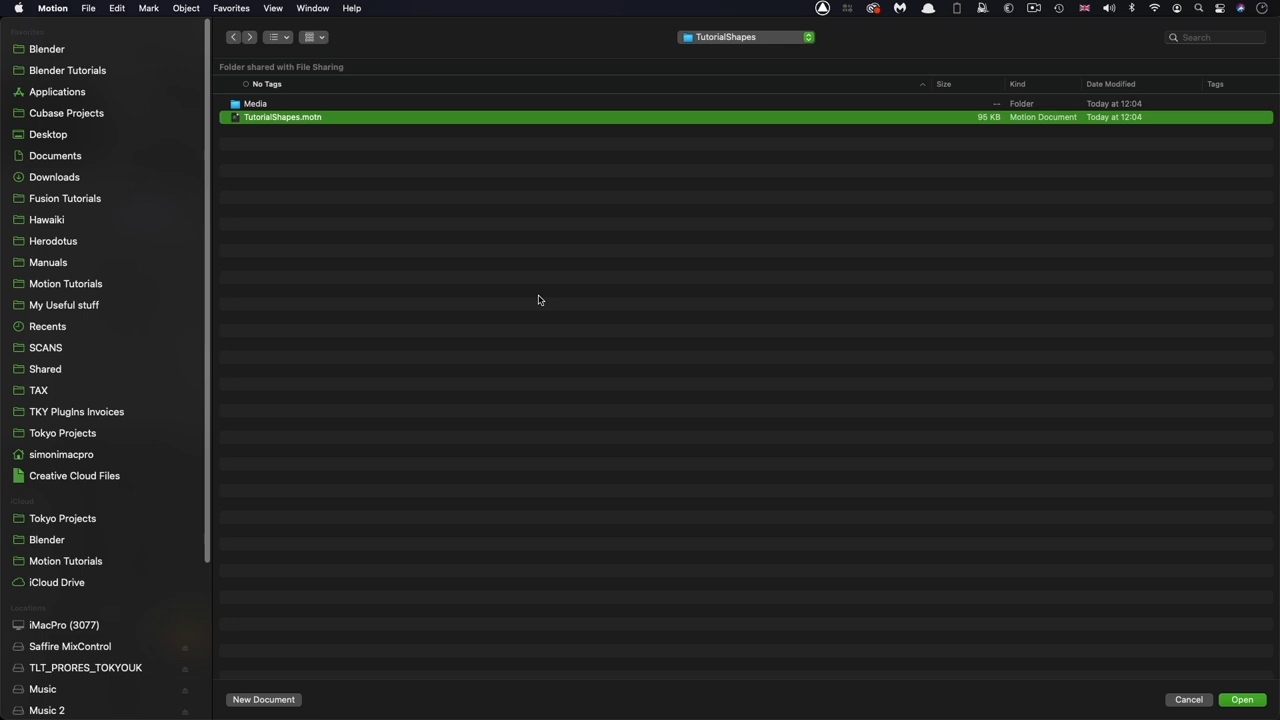 Motion File Edit Mark Object Favorites View Window Help
TutorialShapes
Search
Folder shared with File Sharing
No Tags Size Kind Date Modified Tags
Media -- Folder Today at 12:04
TutorialShapes.motn 95 KB Motion Document Today at 12:04
Favorites
Blender
Blender Tutorials
Applications
Cubase Projects
Desktop
Documents
Downloads
Fusion Tutorials
Hawaiki
Herodotus
Manuals
Motion Tutorials
My Useful stuff
Recents
SCANS
Shared
TAX
TKY PlugIns Invoices
Tokyo Projects
simonimacpro
Creative Cloud Files
iCloud
Tokyo Projects
Blender
Motion Tutorials
iCloud Drive
Locations
iMacPro (3077)
Saffire MixControl
TLT_PRORES_TOKYOUK
Music
Music 2
New Document Cancel Open